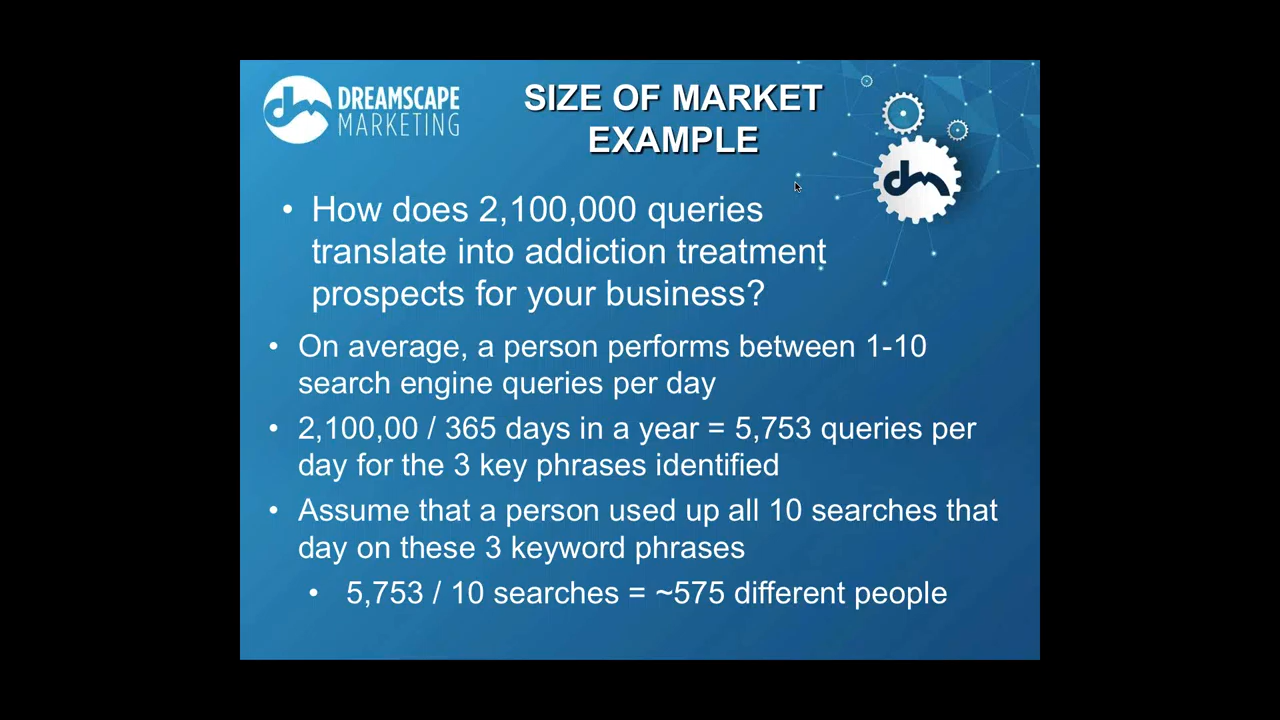 DREAMSCAPE
MARKETING
SIZE OF MARKET
EXAMPLE
dm
• How does 2,100,000 queries
translate into addiction treatment
prospects for your business?
• On average, a person performs between 1-10
search engine queries per day
• 2,100,00 / 365 days in a year = 5,753 queries per
day for the 3 key phrases identified
• Assume that a person used up all 10 searches that
day on these 3 keyword phrases
• 5,753 / 10 searches = ~575 different people